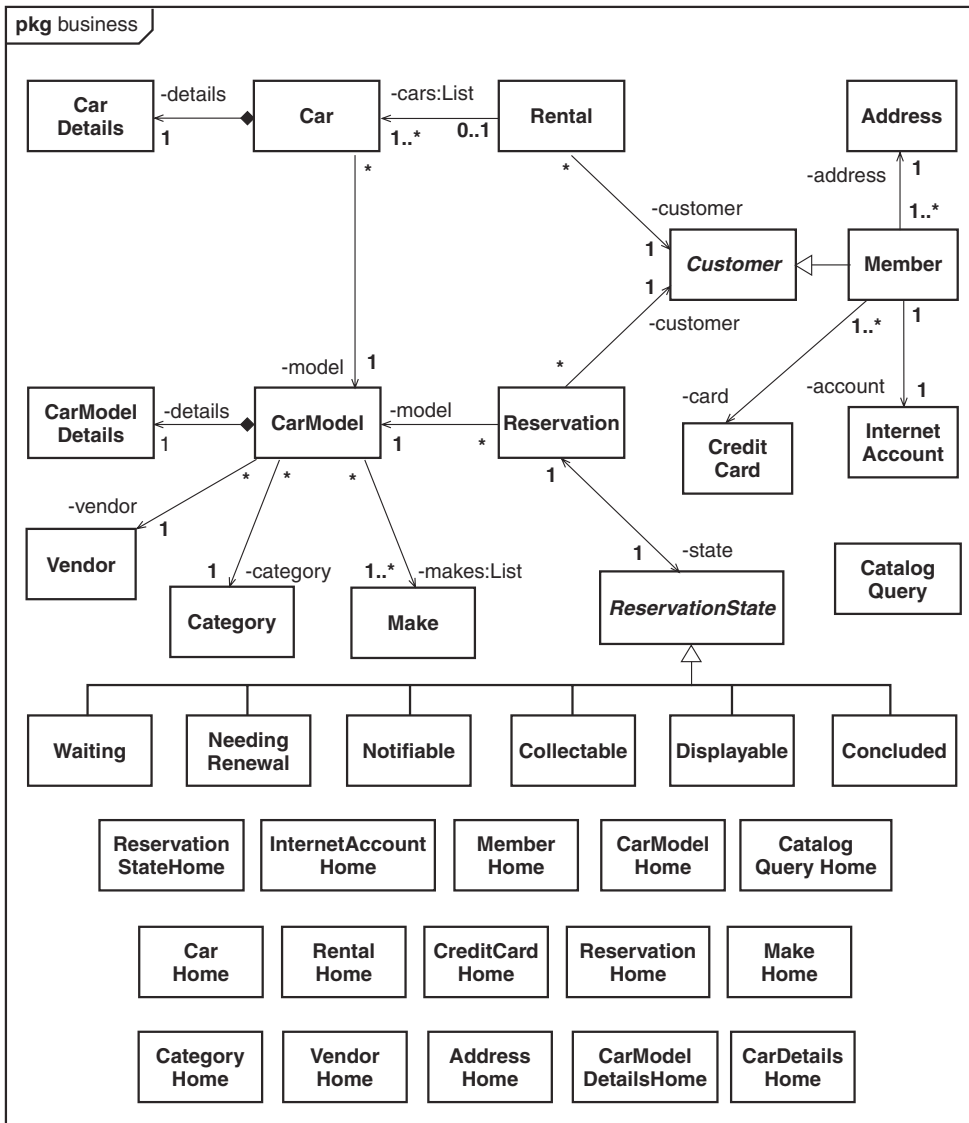 pkg business
Car
Details
-details
1
Car
-cars:List
1..*
0..1
Rental
Address
1
-address
1..*
*
*
-customer
1
Customer
Member
1
-customer
*
1..*
1
-card
-account
1
-model
1
CarModel
Details
-details
1
CarModel
-model
1
*
Reservation
Credit
Card
Internet
Account
*
*
*
1
-vendor
1
Vendor
1
-category
Category
1..*
-makes:List
Make
1
-state
ReservationState
Catalog
Query
Waiting
Needing
Renewal
Notifiable
Collectable
Displayable
Concluded
Reservation
StateHome
InternetAccount
Home
Member
Home
CarModel
Home
Catalog
Query Home
Car
Home
Rental
Home
CreditCard
Home
Reservation
Home
Make
Home
Category
Home
Vendor
Home
Address
Home
CarModel
DetailsHome
CarDetails
Home